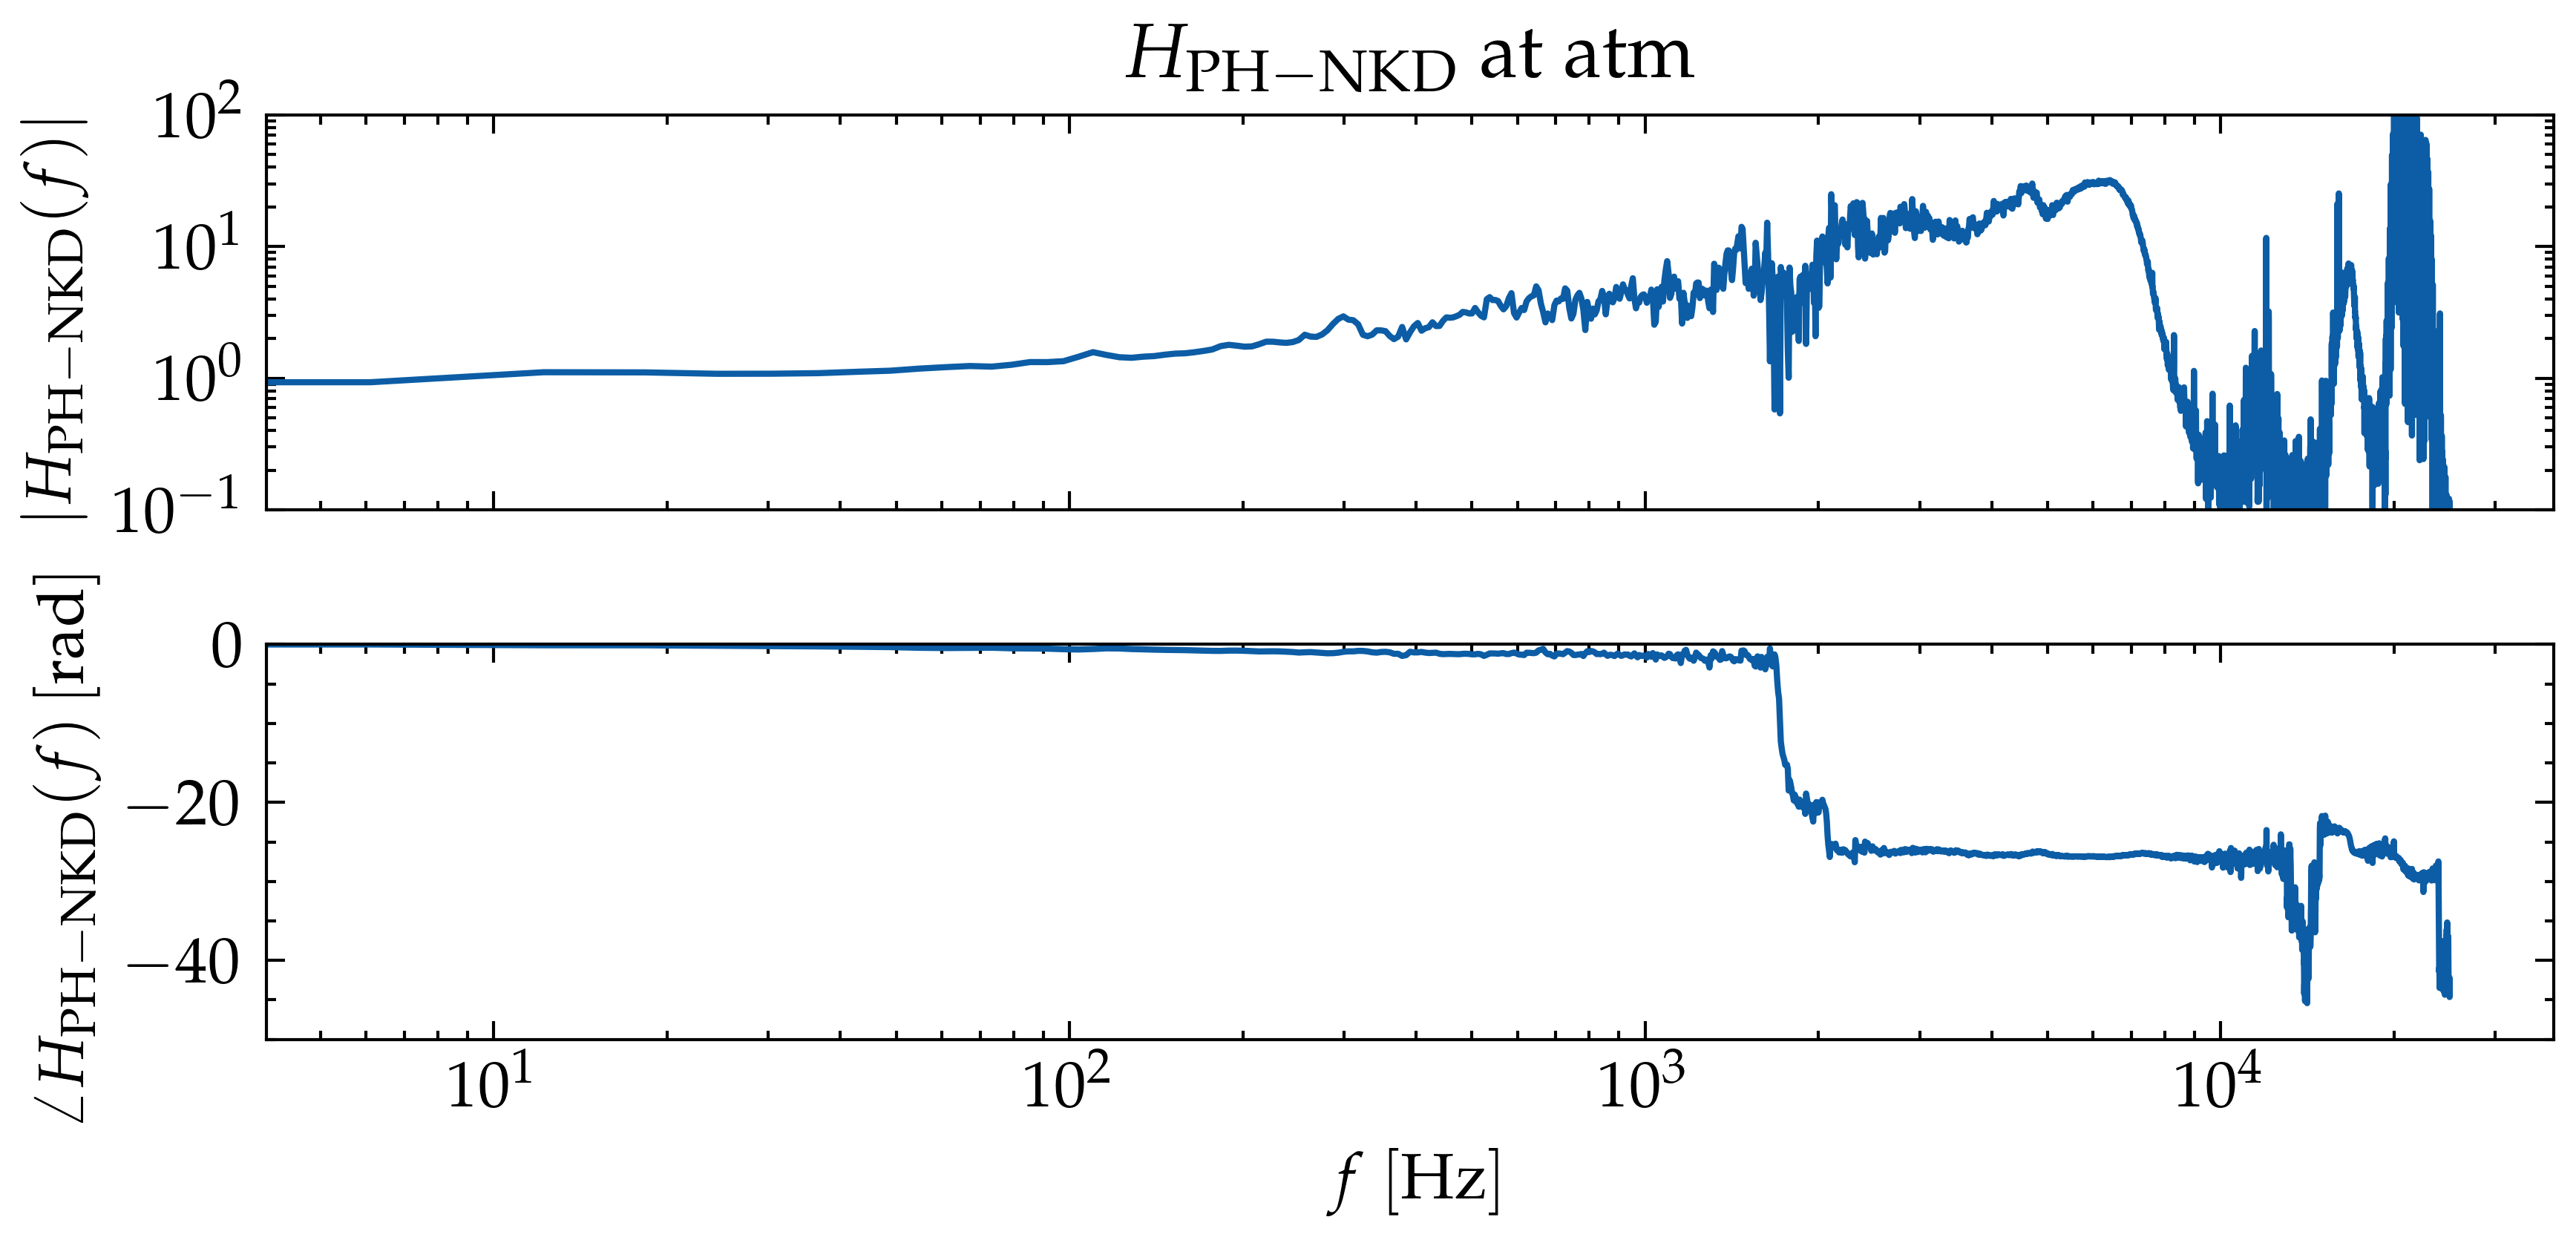 H_PH−NKD at atm
|H_PH−NKD(f)|
10^2
10^1
10^0
10^−1
∠H_PH−NKD(f) [rad]
0
−20
−40
10^1 10^2 10^3 10^4
f [Hz]